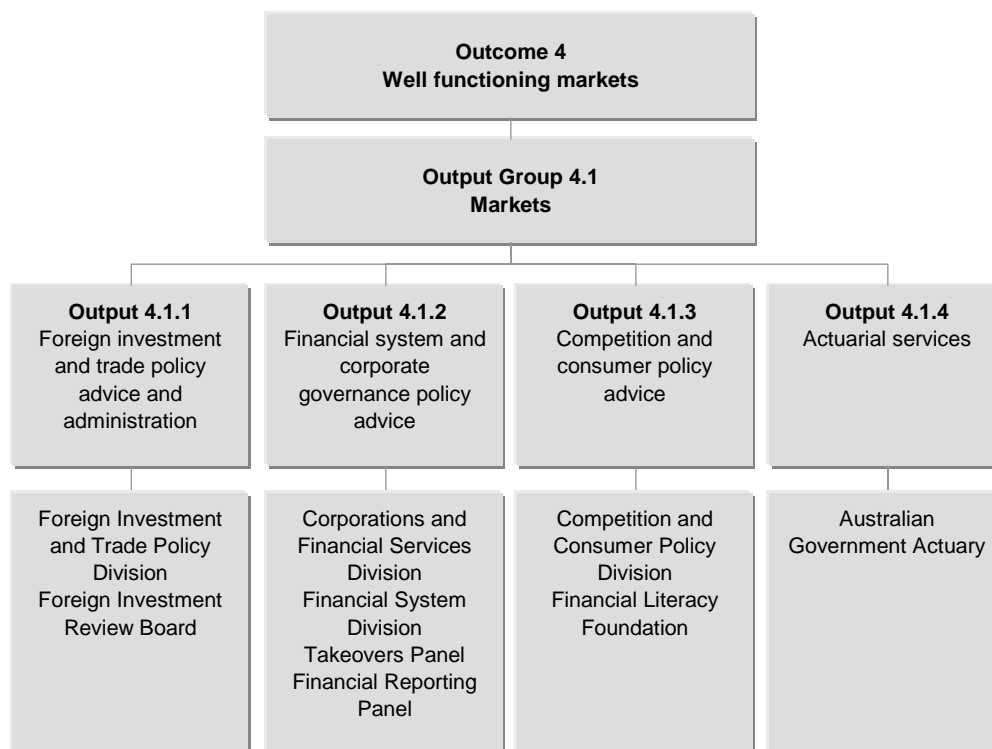 Outcome 4
Well functioning markets
Output Group 4.1
Markets
Output 4.1.1
Foreign investment
and trade policy
advice and
administration
Output 4.1.2
Financial system and
corporate
governance policy
advice
Output 4.1.3
Competition and
consumer policy
advice
Output 4.1.4
Actuarial services
Foreign Investment
and Trade Policy
Division
Foreign Investment
Review Board
Corporations and
Financial Services
Division
Financial System
Division
Takeovers Panel
Financial Reporting
Panel
Competition and
Consumer Policy
Division
Financial Literacy
Foundation
Australian
Government Actuary